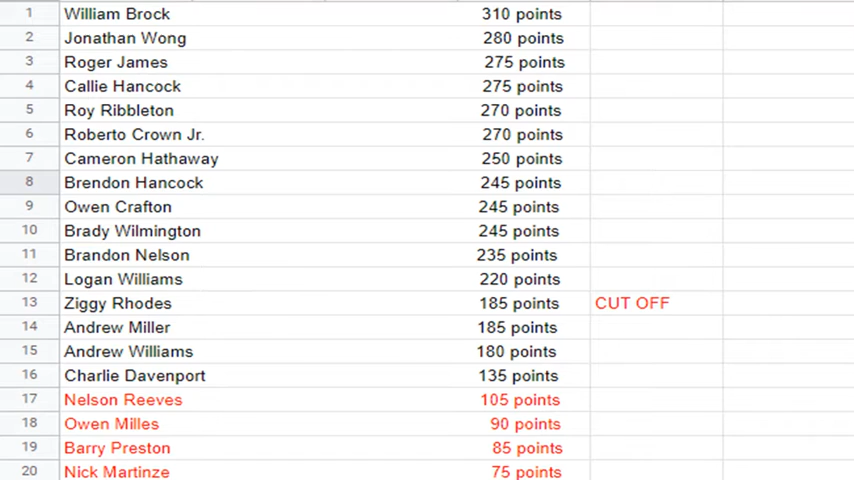 1 William Brock 310 points
2 Jonathan Wong 280 points
3 Roger James 275 points
4 Callie Hancock 275 points
5 Roy Ribbleton 270 points
6 Roberto Crown Jr. 270 points
7 Cameron Hathaway 250 points
8 Brendon Hancock 245 points
9 Owen Crafton 245 points
10 Brady Wilmington 245 points
11 Brandon Nelson 235 points
12 Logan Williams 220 points
13 Ziggy Rhodes 185 points CUT OFF
14 Andrew Miller 185 points
15 Andrew Williams 180 points
16 Charlie Davenport 135 points
17 Nelson Reeves 105 points
18 Owen Milles 90 points
19 Barry Preston 85 points
20 Nick Martinze 75 points